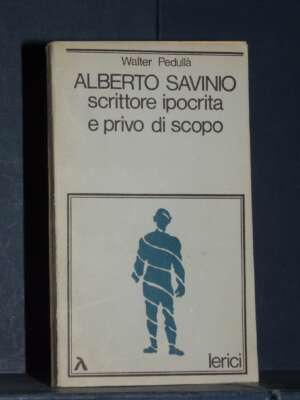 Walter Pedullà
ALBERTO SAVINIO
scrittore ipocrita
e privo di scopo
λ
lerici